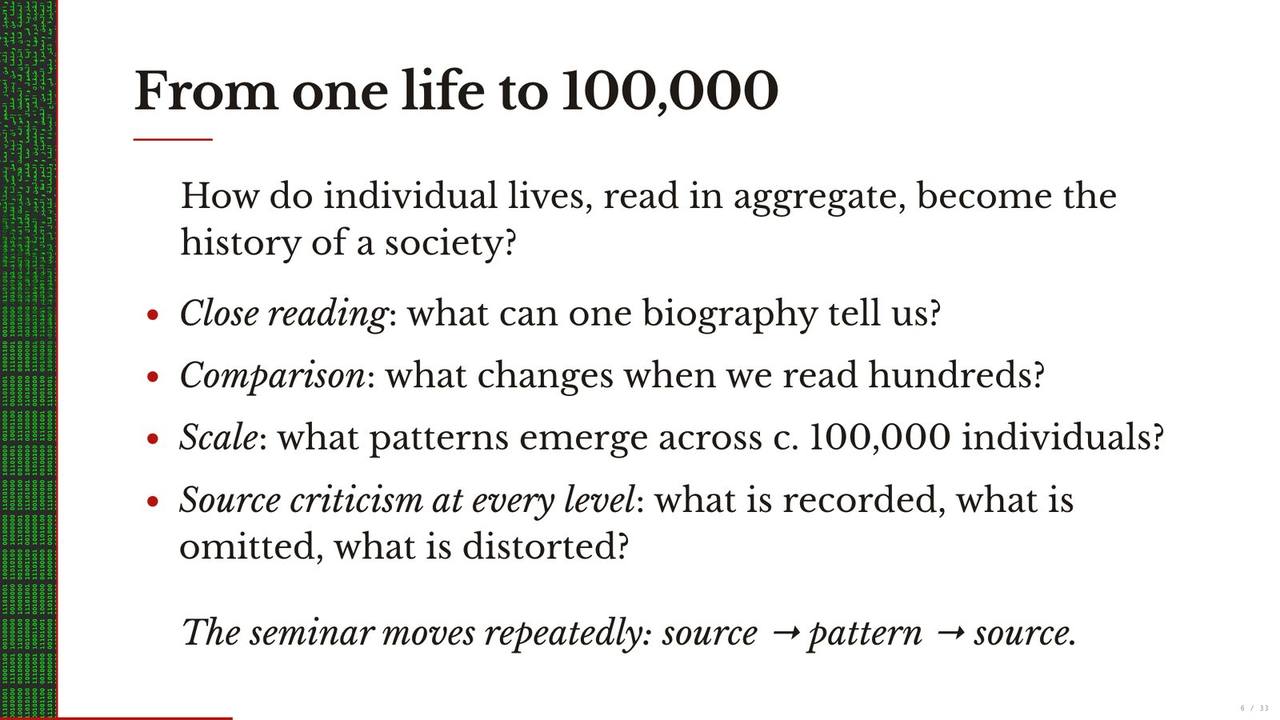 From one life to 100,000
How do individual lives, read in aggregate, become the
history of a society?
• Close reading: what can one biography tell us?
• Comparison: what changes when we read hundreds?
• Scale: what patterns emerge across c. 100,000 individuals?
• Source criticism at every level: what is recorded, what is
omitted, what is distorted?
The seminar moves repeatedly: source → pattern → source.
6 / 33